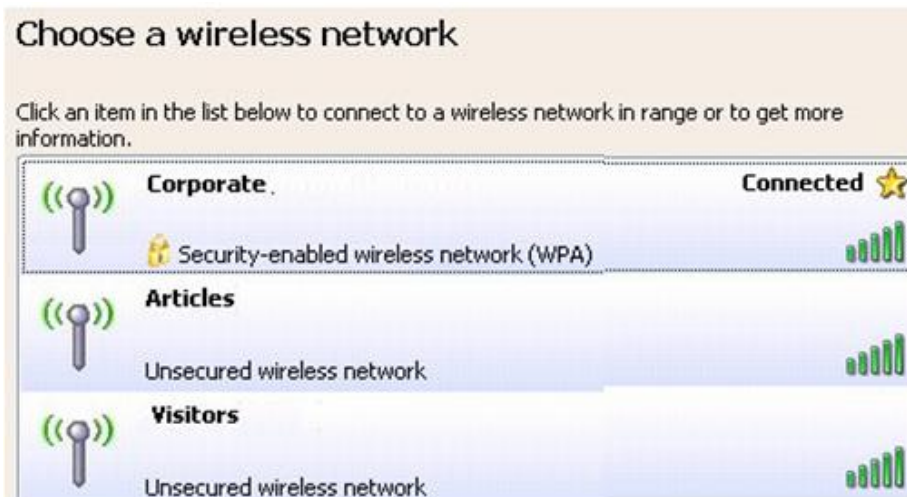 Choose a wireless network
Click an item in the list below to connect to a wireless network in range or to get more
information.
Corporate
Connected
Security-enabled wireless network (WPA)
Articles
Unsecured wireless network
Visitors
Unsecured wireless network